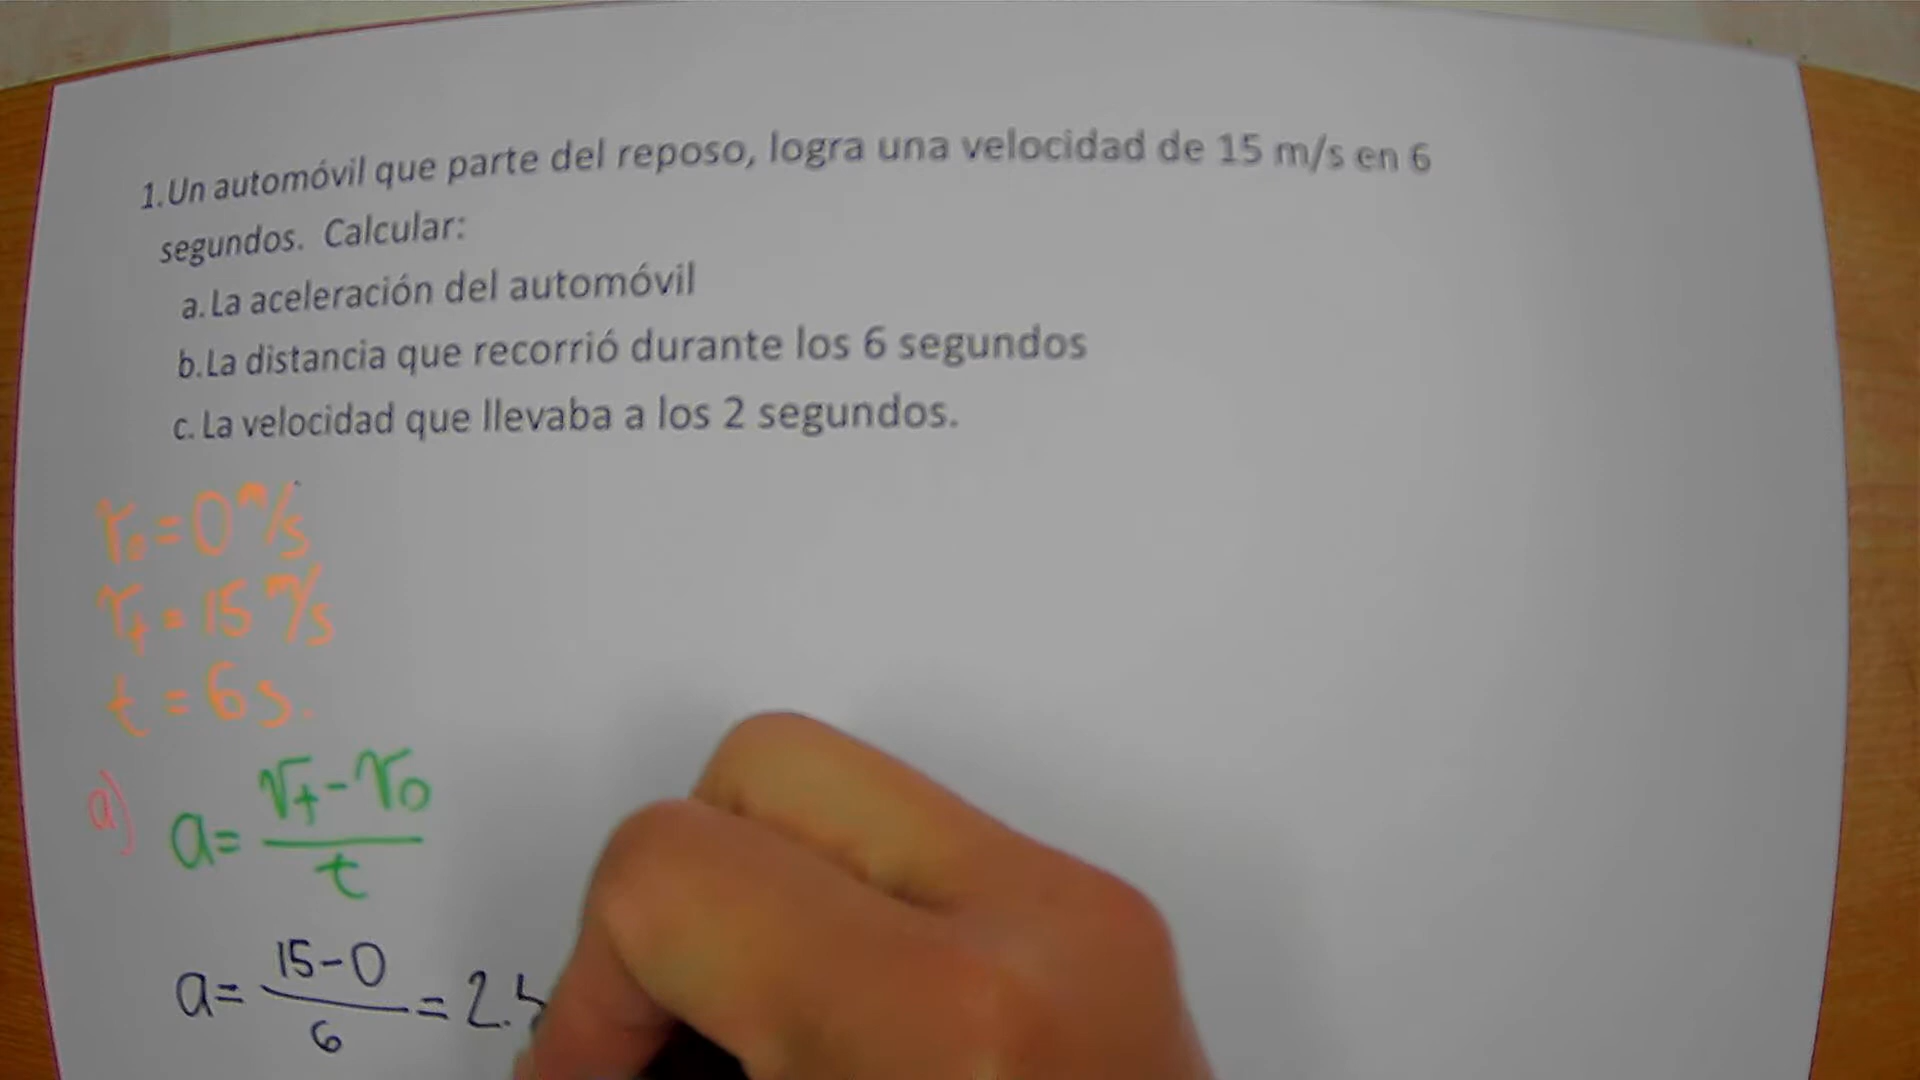 1. Un automóvil que parte del reposo, logra una velocidad de 15 m/s en 6
segundos. Calcular:
a. La aceleración del automóvil
b. La distancia que recorrió durante los 6 segundos
c. La velocidad que llevaba a los 2 segundos.
v₀ = 0 m/s
vf = 15 m/s
t = 6 s.
a) a = (vf - v₀) / t
a = (15 - 0) / 6 = 2.5